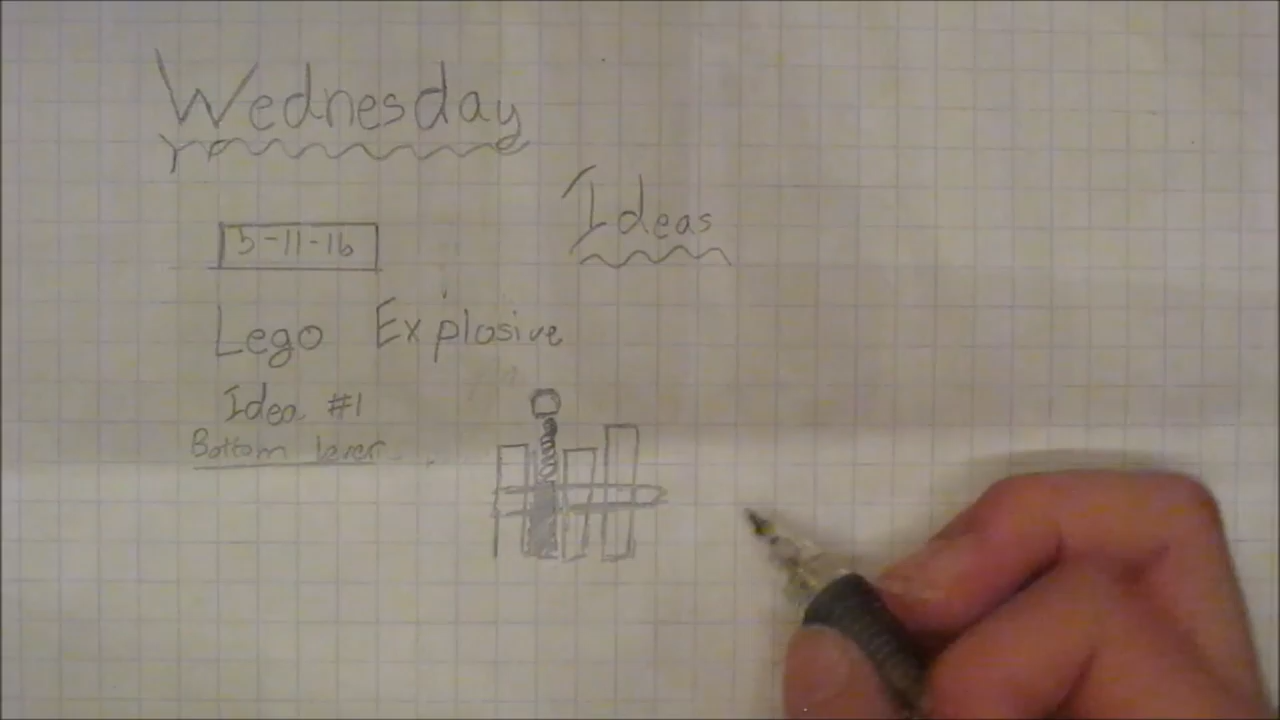 Wednesday
Ideas
5-11-16
Lego Explosive
Idea #1
Bottom lever